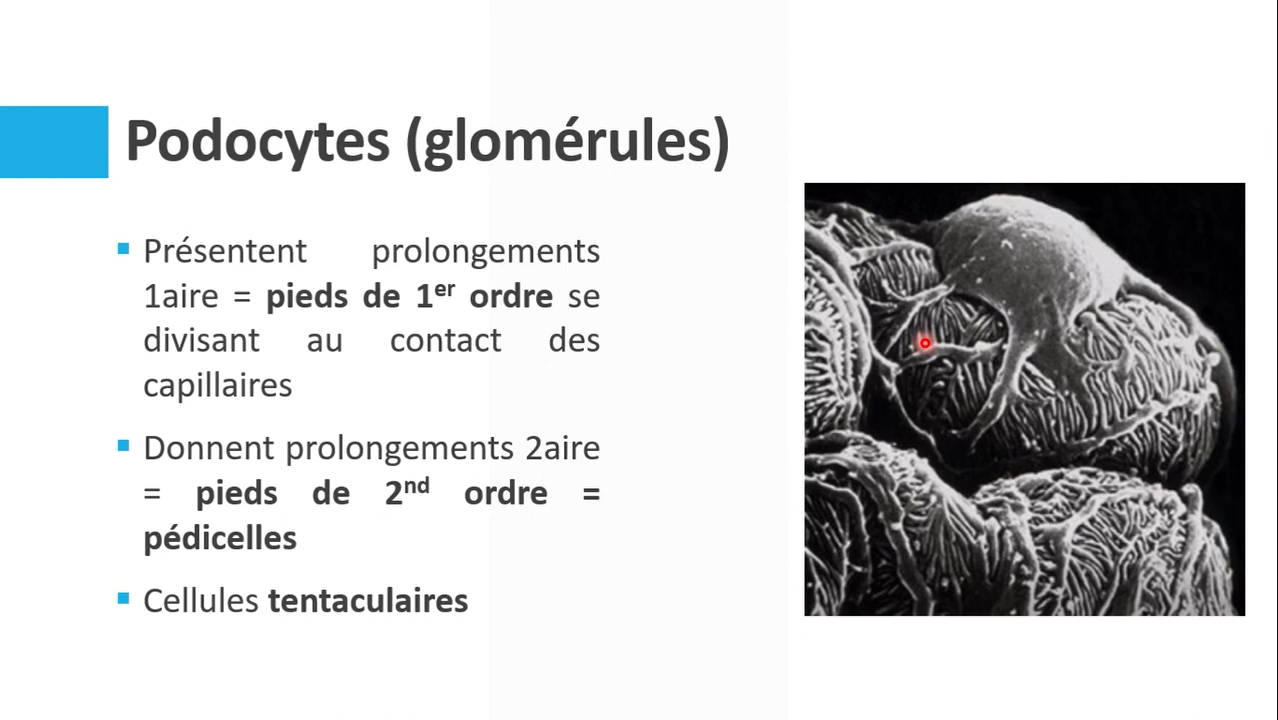 Podocytes (glomérules)
▪ Présentent prolongements
1aire = pieds de 1er ordre se
divisant au contact des
capillaires
▪ Donnent prolongements 2aire
= pieds de 2nd ordre =
pédicelles
▪ Cellules tentaculaires